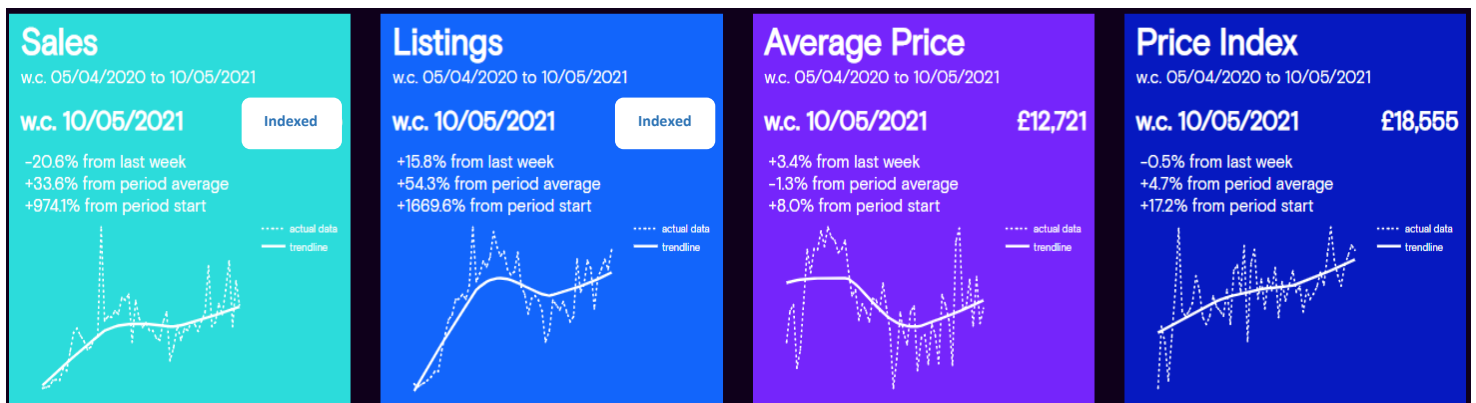 Sales
w.c. 05/04/2020 to 10/05/2021
w.c. 10/05/2021
Indexed
-20.6% from last week
+33.6% from period average
+974.1% from period start
actual data
trendline
Listings
w.c. 05/04/2020 to 10/05/2021
w.c. 10/05/2021
Indexed
+15.8% from last week
+54.3% from period average
+1669.6% from period start
actual data
trendline
Average Price
w.c. 05/04/2020 to 10/05/2021
w.c. 10/05/2021
£12,721
+3.4% from last week
-1.3% from period average
+8.0% from period start
actual data
trendline
Price Index
w.c. 05/04/2020 to 10/05/2021
w.c. 10/05/2021
£18,555
-0.5% from last week
+4.7% from period average
+17.2% from period start
actual data
trendline